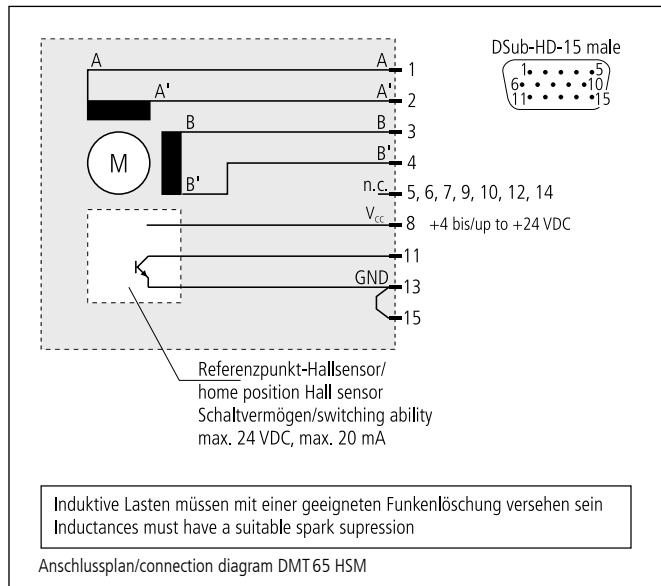 DSub-HD-15 male
1 5
6 10
11 15
A A 1
A' A' 2
B B 3
M
B' B' 4
n.c. 5, 6, 7, 9, 10, 12, 14
Vcc 8 +4 bis/up to +24 VDC
11
GND 13
15
Referenzpunkt-Hallsensor/
home position Hall sensor
Schaltvermögen/switching ability
max. 24 VDC, max. 20 mA
Induktive Lasten müssen mit einer geeigneten Funkenlöschung versehen sein
Inductances must have a suitable spark supression
Anschlussplan/connection diagram DMT 65 HSM